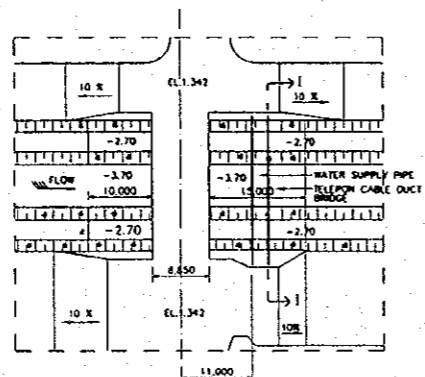 I
10 %
EL.1.342
10 %
-2.70
-2.70
FLOW
-3.70
-3.70
WATER SUPPLY PIPE
10,000
15,000
TELEPON CABLE DUCT
BRIDGE
-2.70
-2.70
8,850
I
10 %
EL.1.342
10%
11,000